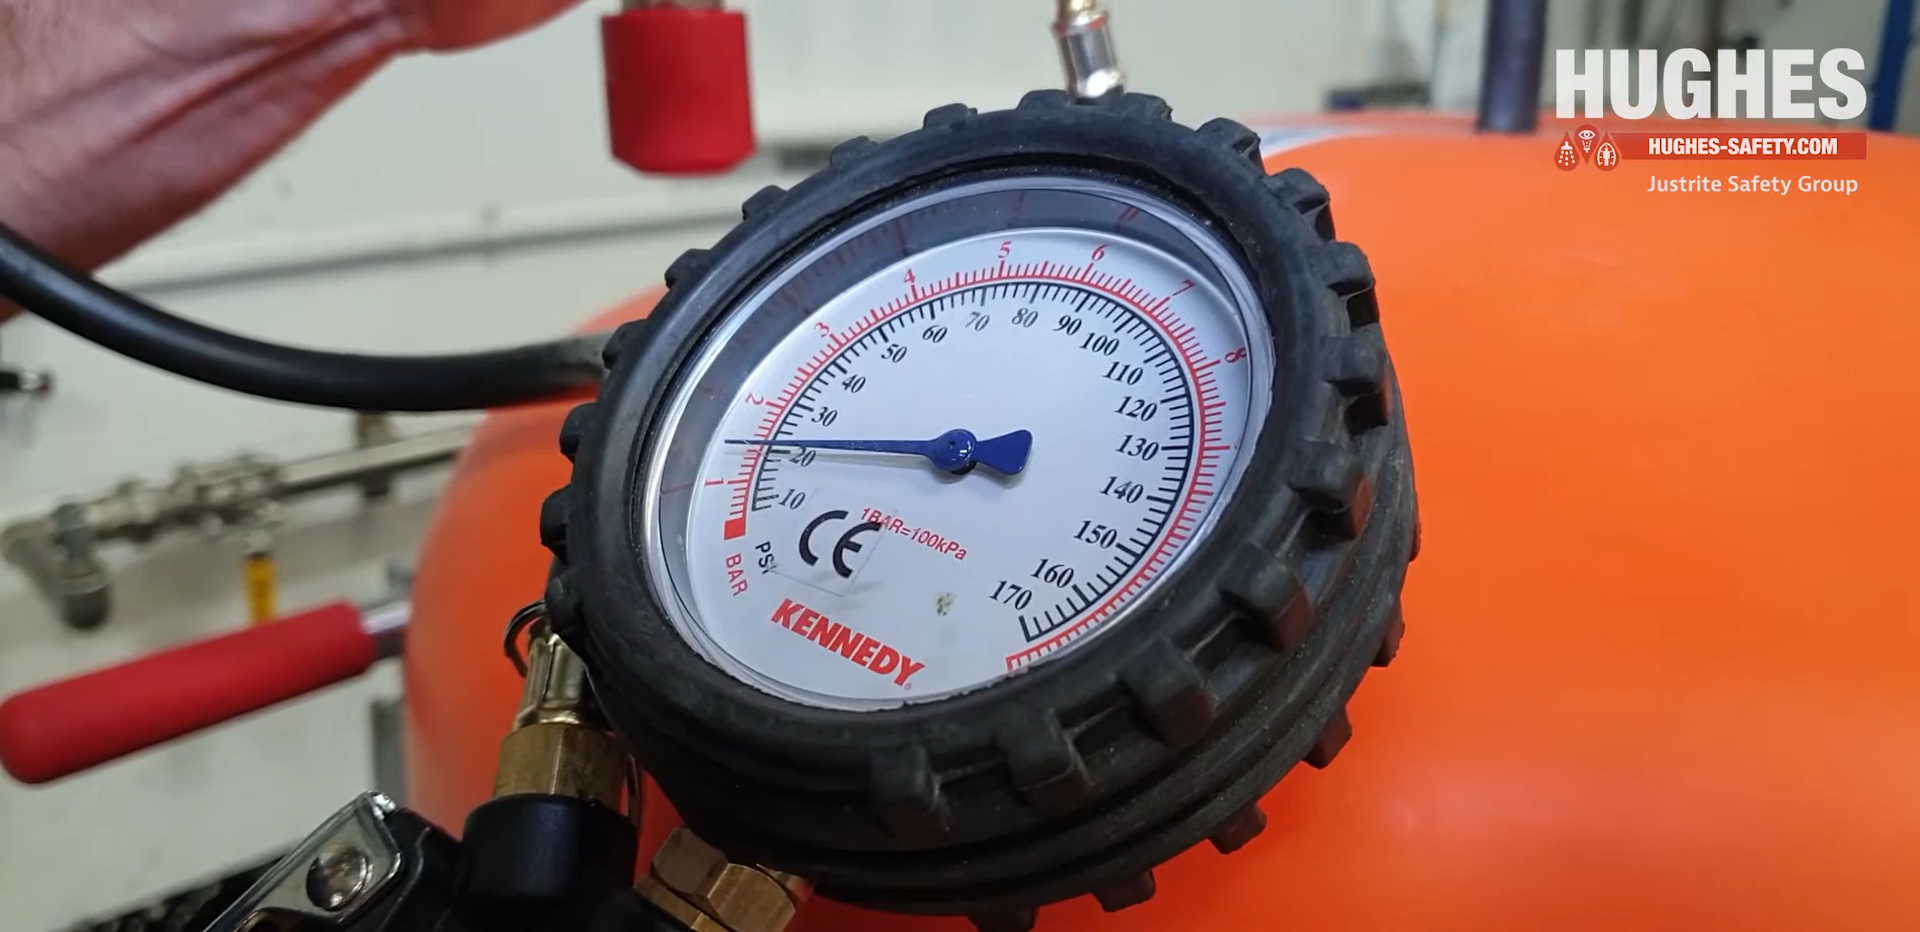 HUGHES
HUGHES-SAFETY.COM
Justrite Safety Group
1 2 3 4 5 6 7 8
10 20 30 40 50 60 70 80 90 100 110 120 130 140 150 160 170
BAR
PSI
CE
1BAR=100kPa
KENNEDY®